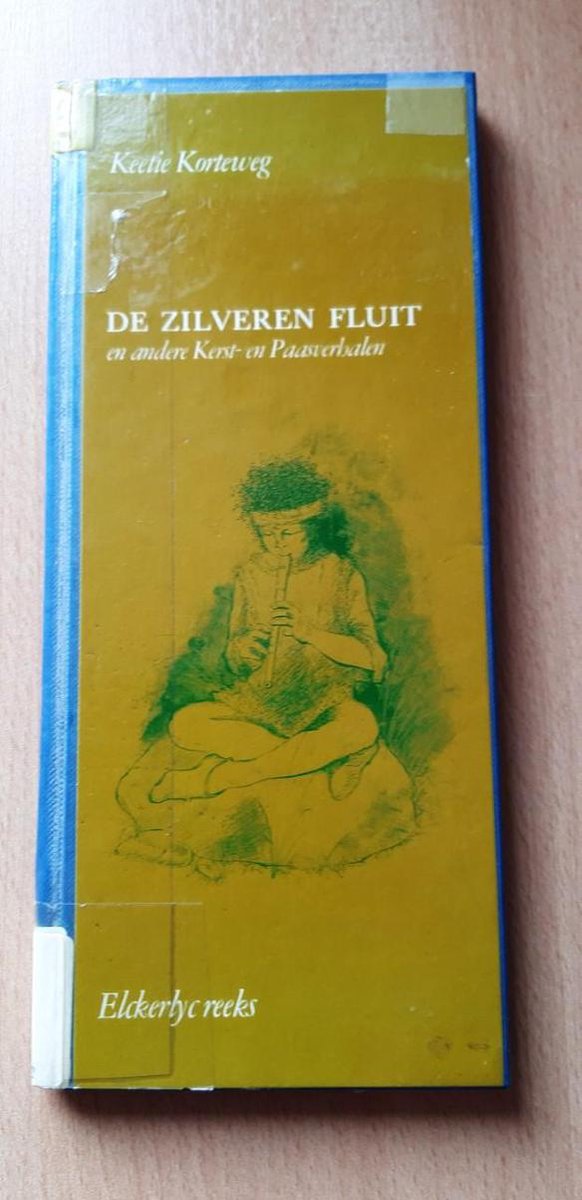 Keetie Korteweg
DE ZILVEREN FLUIT
en andere Kerst- en Paasverhalen
Elckerlyc reeks